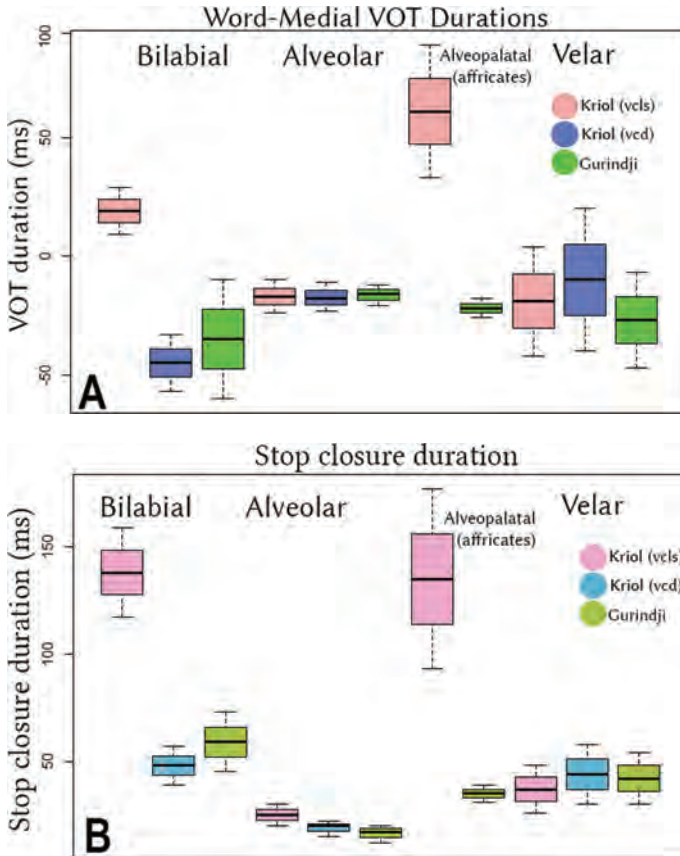 Word-Medial VOT Durations
100
50
0
-50
VOT duration (ms)
Bilabial
Alveolar
Alveopalatal
(affricates)
Velar
Kriol (vcls)
Kriol (vcd)
Gurindji
A
Stop closure duration
150
100
50
Stop closure duration (ms)
Bilabial
Alveolar
Alveopalatal
(affricates)
Velar
Kriol (vcls)
Kriol (vcd)
Gurindji
B